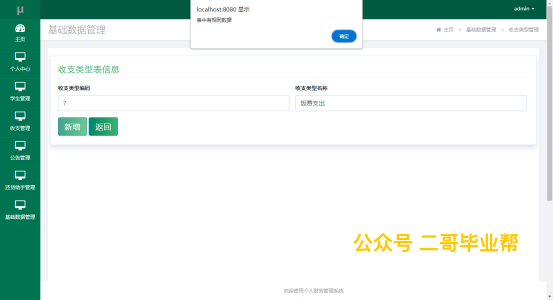 μ
localhost:8080 显示
表中有相同数据
确定
admin
主页
个人中心
学生管理
收支管理
公告管理
还贷助手管理
基础数据管理
基础数据管理
主页 > 基础数据管理 > 收支类型管理
收支类型表信息
收支类型编码
收支类型名称
7
饭费支出
新增
返回
公众号 二哥毕业帮
欢迎使用个人财务管理系统